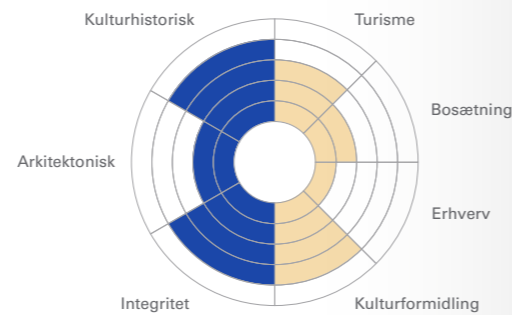 Kulturhistorisk
Turisme
Bosætning
Arkitektonisk
Erhverv
Integritet
Kulturformidling